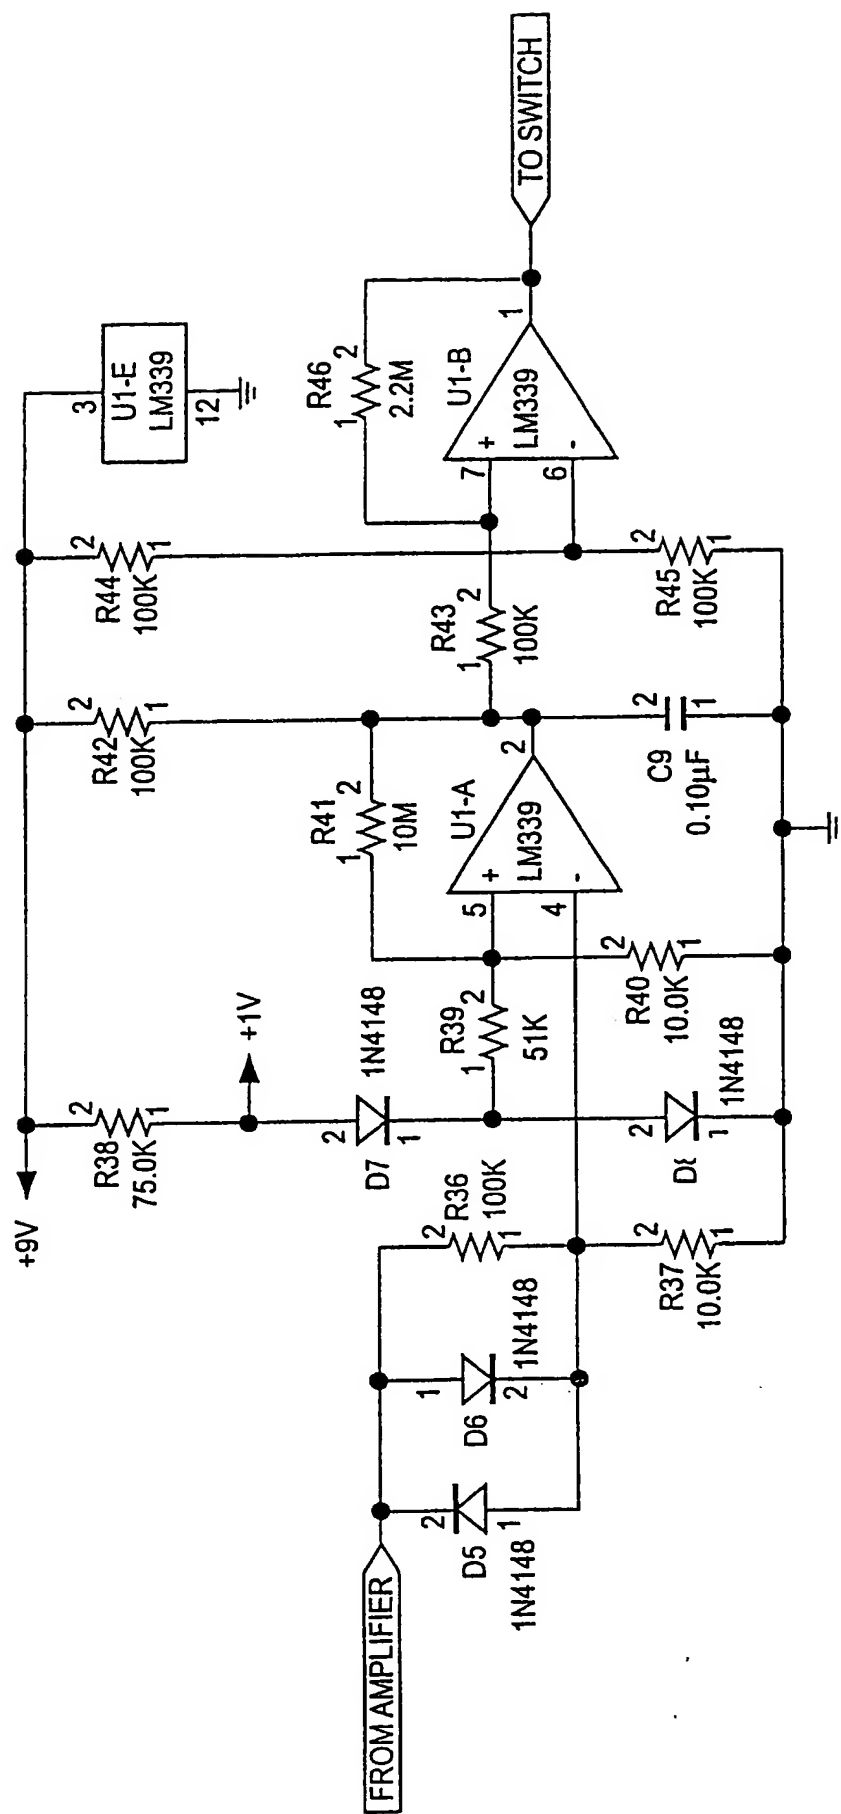 FROM AMPLIFIER
D5
1N4148
2
1
D6
1N4148
1
2
R36
100K
2
1
R37
10.0K
2
1
+9V
R38
75.0K
2
1
+1V
D7
1N4148
2
1
R39
51K
1
2
1N4148
2
1
R40
10.0K
2
1
R41
10M
1
2
U1-A
LM339
+
-
5
4
2
R42
100K
2
1
C9
0.10µF
2
1
R43
100K
1
2
R44
100K
2
1
R45
100K
2
1
R46
2.2M
1
2
U1-B
LM339
+
-
7
6
1
U1-E
LM339
3
12
TO SWITCH